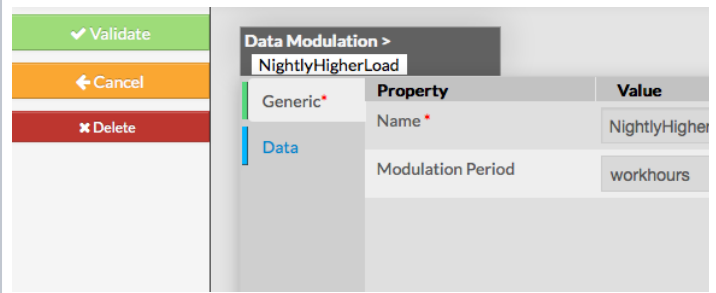 Validate
Cancel
Delete
Data Modulation >
NightlyHigherLoad
Generic*
Data
Property Value
Name * NightlyHigher
Modulation Period workhours